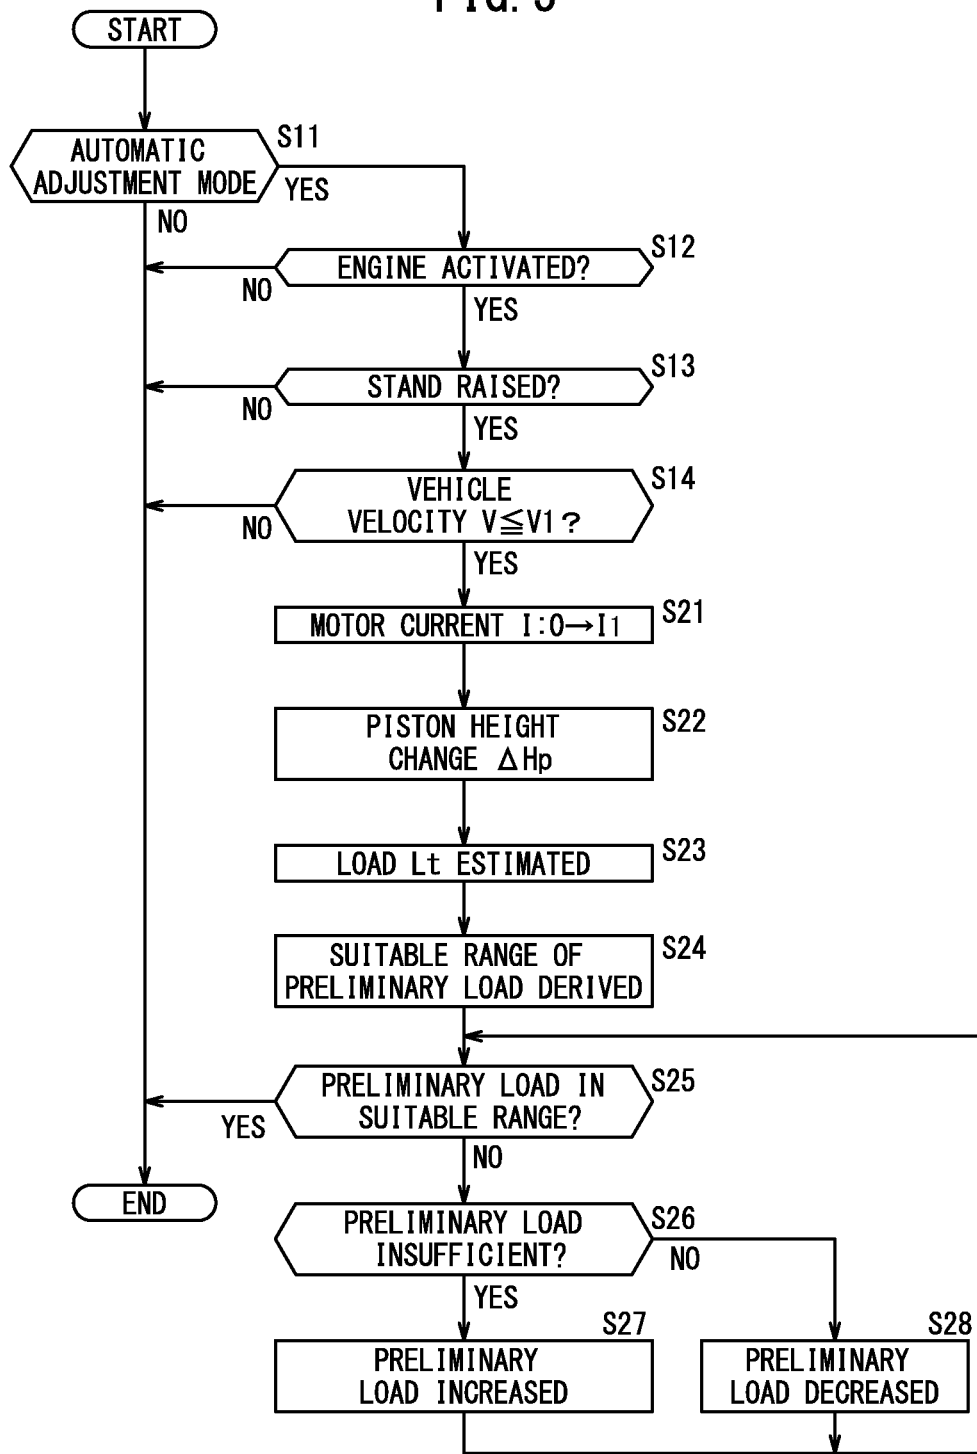 START
AUTOMATIC
ADJUSTMENT MODE
S11
YES
NO
ENGINE ACTIVATED?
S12
NO
YES
STAND RAISED?
S13
NO
YES
VEHICLE
VELOCITY V≦V1?
S14
NO
YES
MOTOR CURRENT I:0→I1
S21
PISTON HEIGHT
CHANGE ΔHp
S22
LOAD Lt ESTIMATED
S23
SUITABLE RANGE OF
PRELIMINARY LOAD DERIVED
S24
PRELIMINARY LOAD IN
SUITABLE RANGE?
S25
YES
NO
END
PRELIMINARY LOAD
INSUFFICIENT?
S26
NO
YES
S27
PRELIMINARY
LOAD INCREASED
S28
PRELIMINARY
LOAD DECREASED